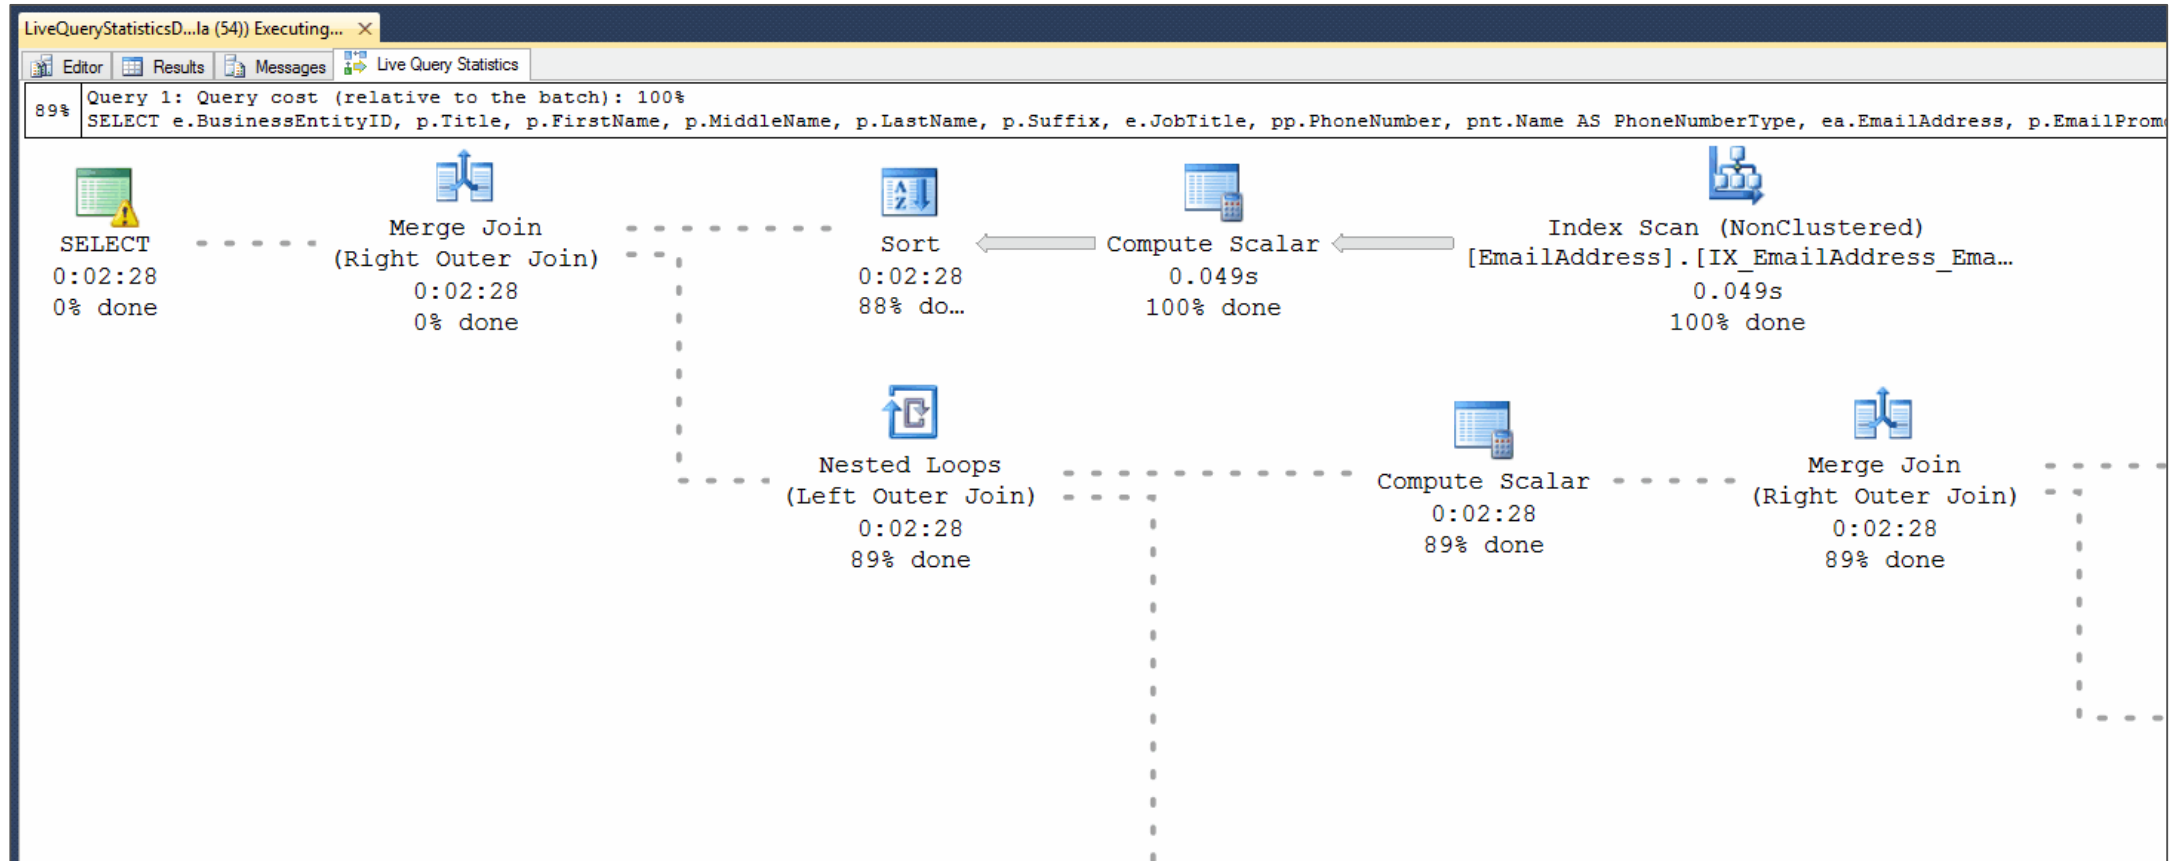 LiveQueryStatisticsD...la (54)) Executing...
Editor Results Messages Live Query Statistics
89%
Query 1: Query cost (relative to the batch): 100%
SELECT e.BusinessEntityID, p.Title, p.FirstName, p.MiddleName, p.LastName, p.Suffix, e.JobTitle, pp.PhoneNumber, pnt.Name AS PhoneNumberType, ea.EmailAddress, p.EmailProm
SELECT
0:02:28
0% done
Merge Join
(Right Outer Join)
0:02:28
0% done
Sort
0:02:28
88% do...
Compute Scalar
0.049s
100% done
Index Scan (NonClustered)
[EmailAddress].[IX_EmailAddress_Ema...
0.049s
100% done
Nested Loops
(Left Outer Join)
0:02:28
89% done
Compute Scalar
0:02:28
89% done
Merge Join
(Right Outer Join)
0:02:28
89% done